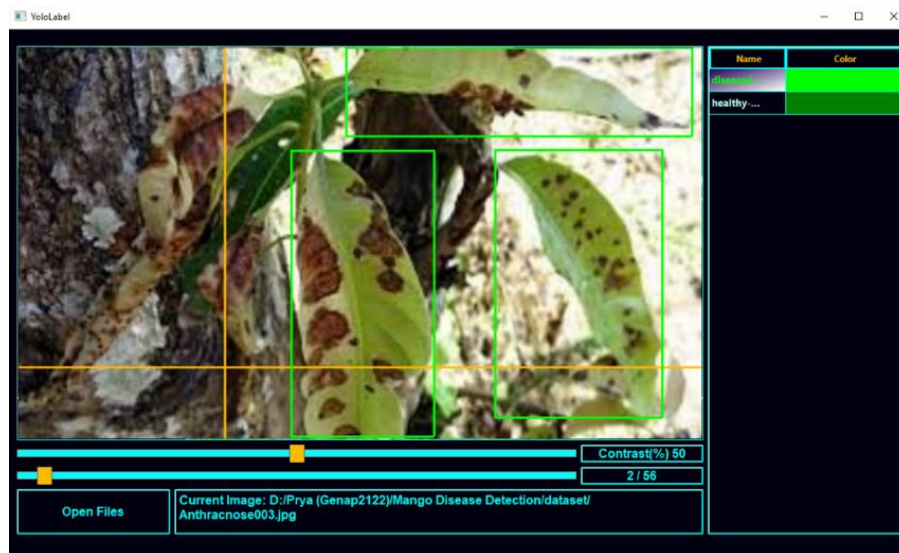 YoloLabel
Name Color
diseased...
healthy-...
Contrast(%) 50
2 / 56
Open Files
Current Image: D:/Prya (Genap2122)/Mango Disease Detection/dataset/
Anthracnose003.jpg